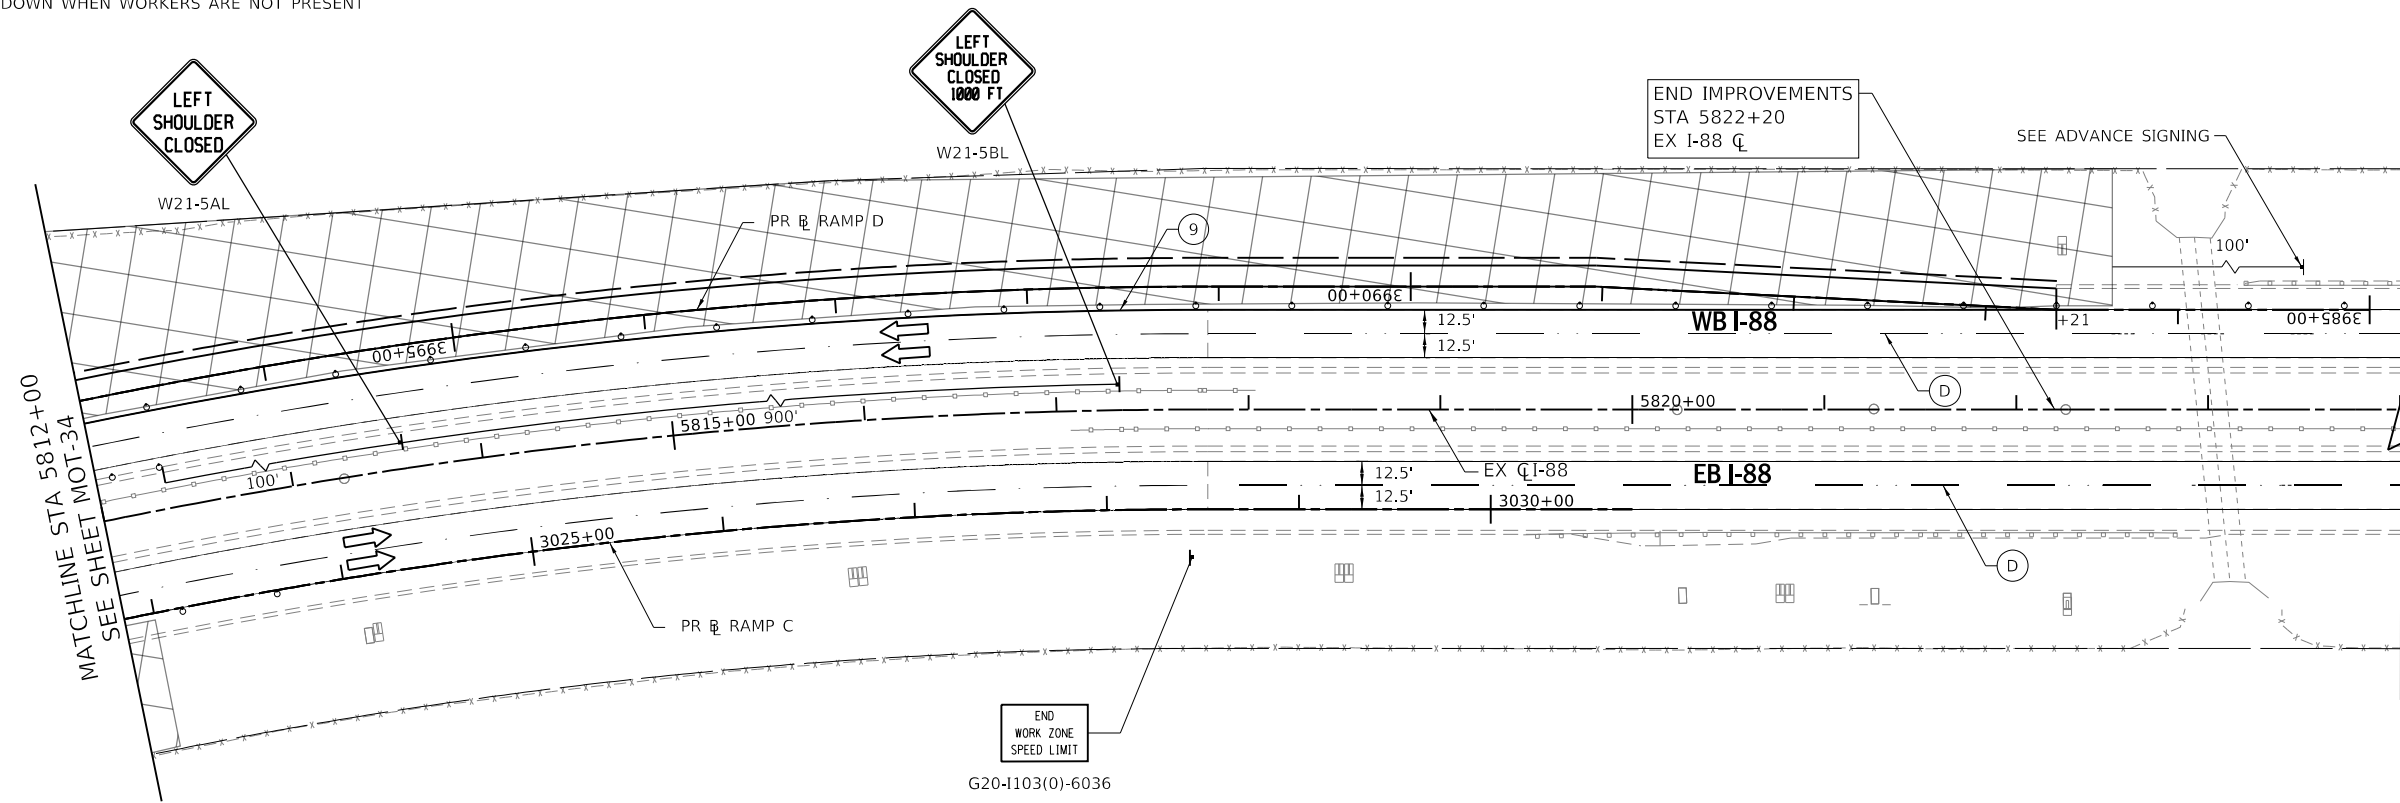 DOWN WHEN WORKERS ARE NOT PRESENT
LEFT
SHOULDER
CLOSED
W21-5AL
LEFT
SHOULDER
CLOSED
1000 FT
W21-5BL
END IMPROVEMENTS
STA 5822+20
EX I-88 CL
SEE ADVANCE SIGNING
100'
PR BL RAMP D
9
3995+00
3990+00
3985+00
+21
12.5'
12.5'
WB I-88
D
MATCHLINE STA 5812+00
SEE SHEET MOT-34
100'
5815+00
900'
5820+00
EX CL I-88
12.5'
12.5'
EB I-88
3025+00
3030+00
D
PR BL RAMP C
END
WORK ZONE
SPEED LIMIT
G20-I103(0)-6036